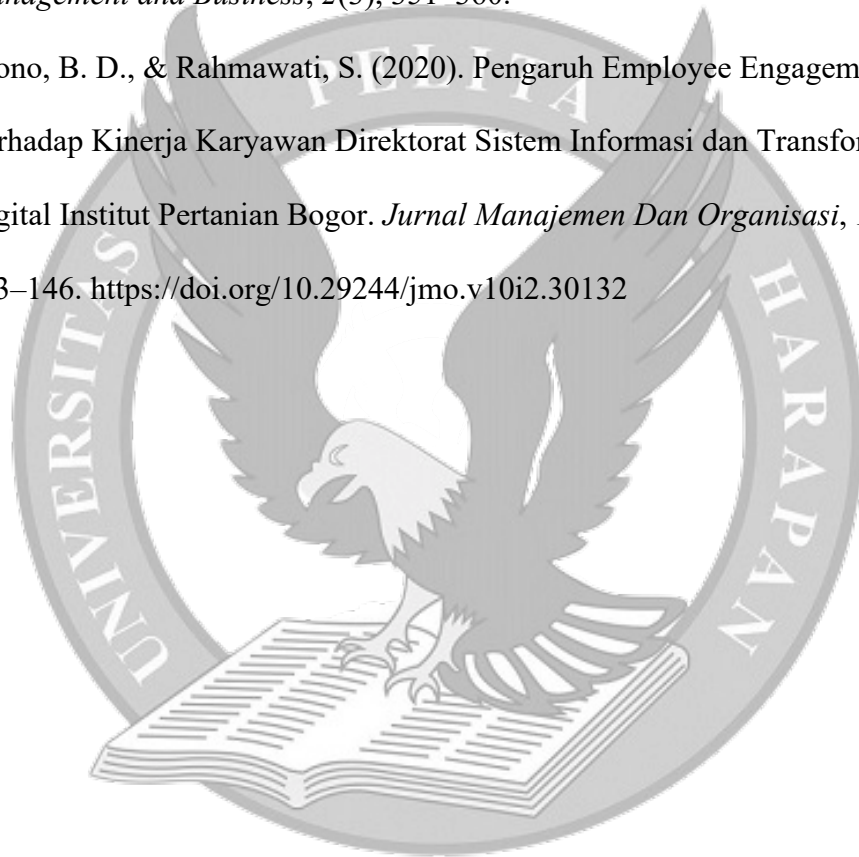 nagement and Business, 2(3), 351–360.
ono, B. D., & Rahmawati, S. (2020). Pengaruh Employee Engagem
rhadap Kinerja Karyawan Direktorat Sistem Informasi dan Transfor
gital Institut Pertanian Bogor. Jurnal Manajemen Dan Organisasi,
3–146. https://doi.org/10.29244/jmo.v10i2.30132
UNIVERSITAS PELITA HARAPAN